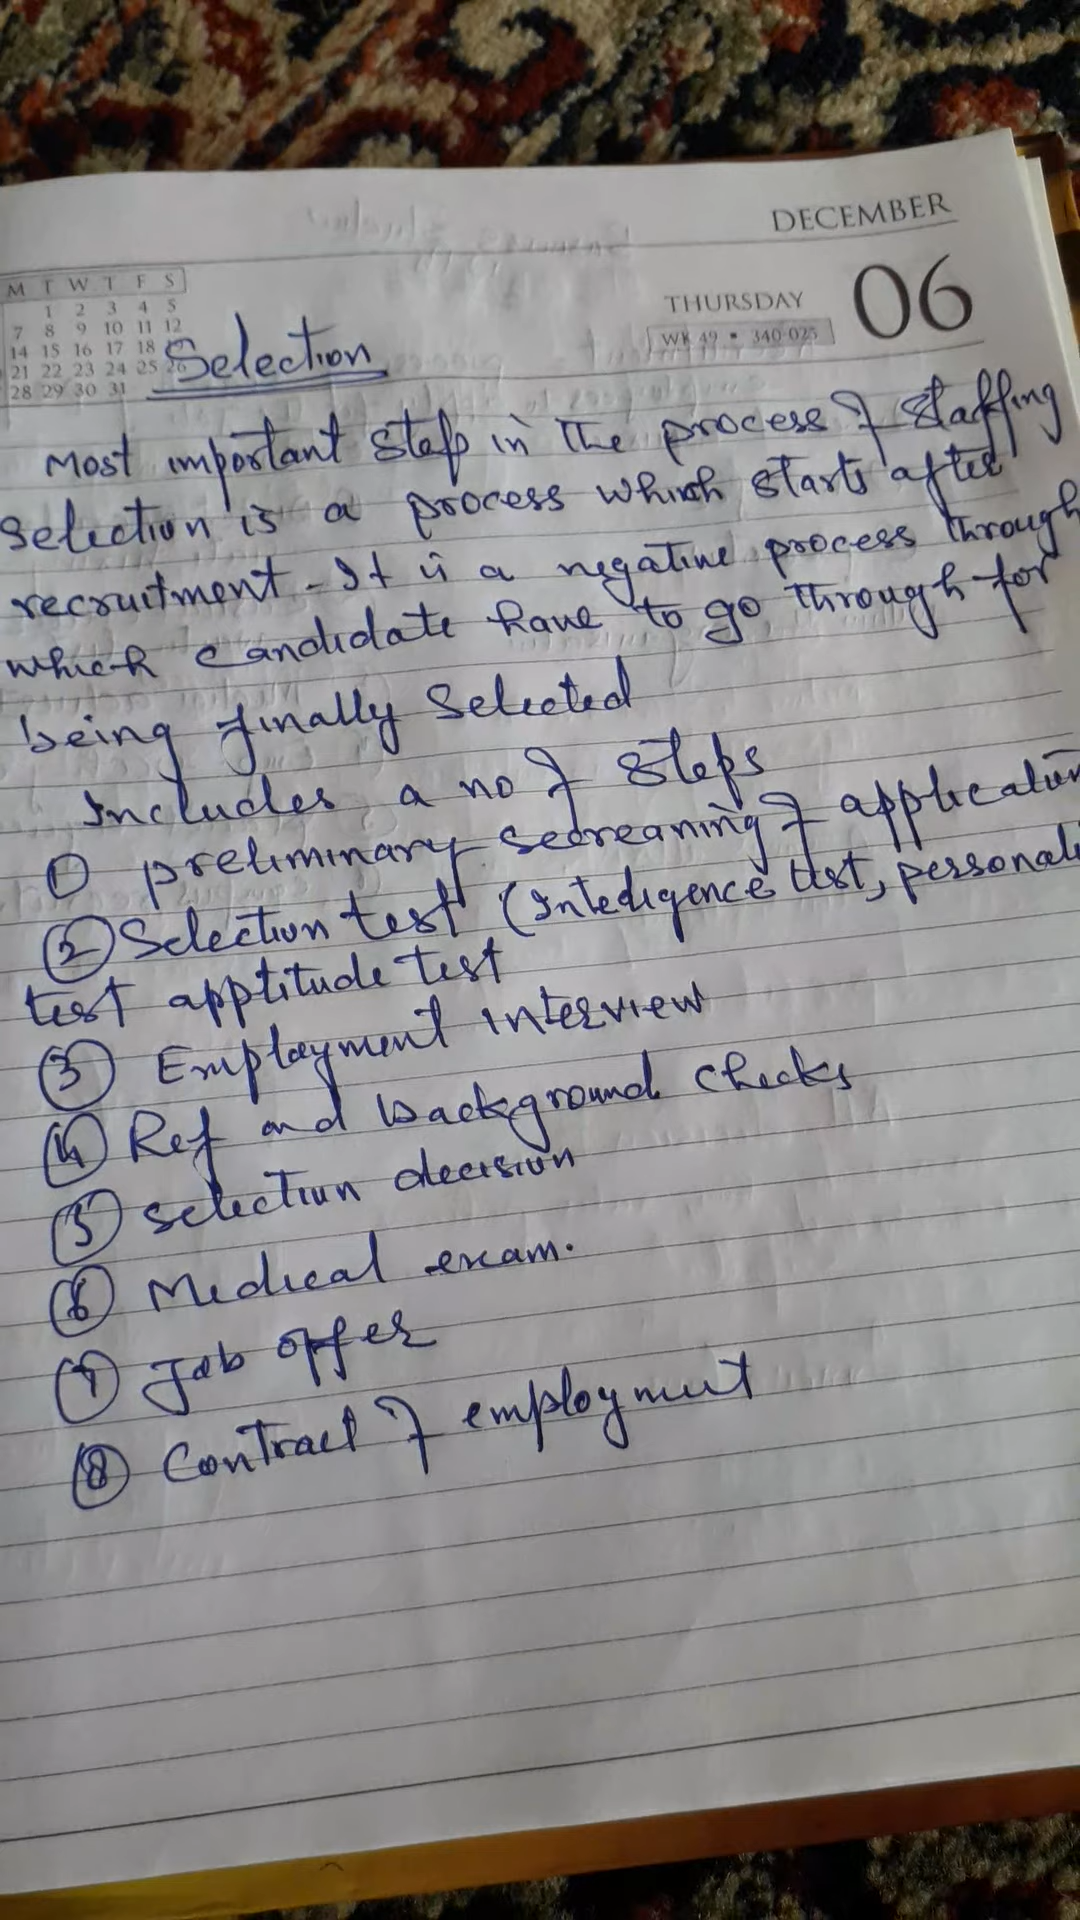 DECEMBER
THURSDAY 06
WK 49 • 340-025
M T W T F S
1 2 3 4 5
7 8 9 10 11 12
14 15 16 17 18
21 22 23 24 25 26
28 29 30 31
Selection
Most important step in the process of staffing
selection is a process which starts after
recruitment - It is a negative process through
which candidate have to go through for
being finally selected
Includes a no of steps
① preliminary secreaning of application
② Selection test (Intedigence test, personali
test apptitude test
③ Employment interview
④ Ref and background checks
⑤ selection decision
⑥ Medical exam.
⑦ Job offer
⑧ Contract of employment